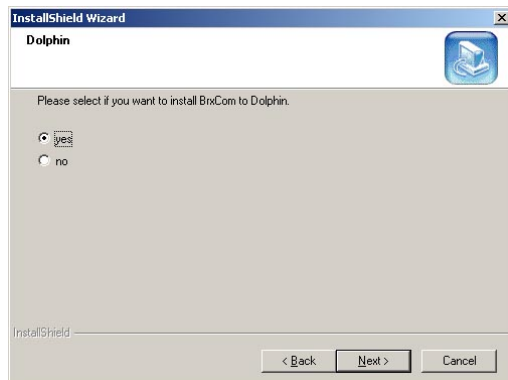 InstallShield Wizard
Dolphin
Please select if you want to install BrxCom to Dolphin.
yes
no
InstallShield
< Back Next > Cancel